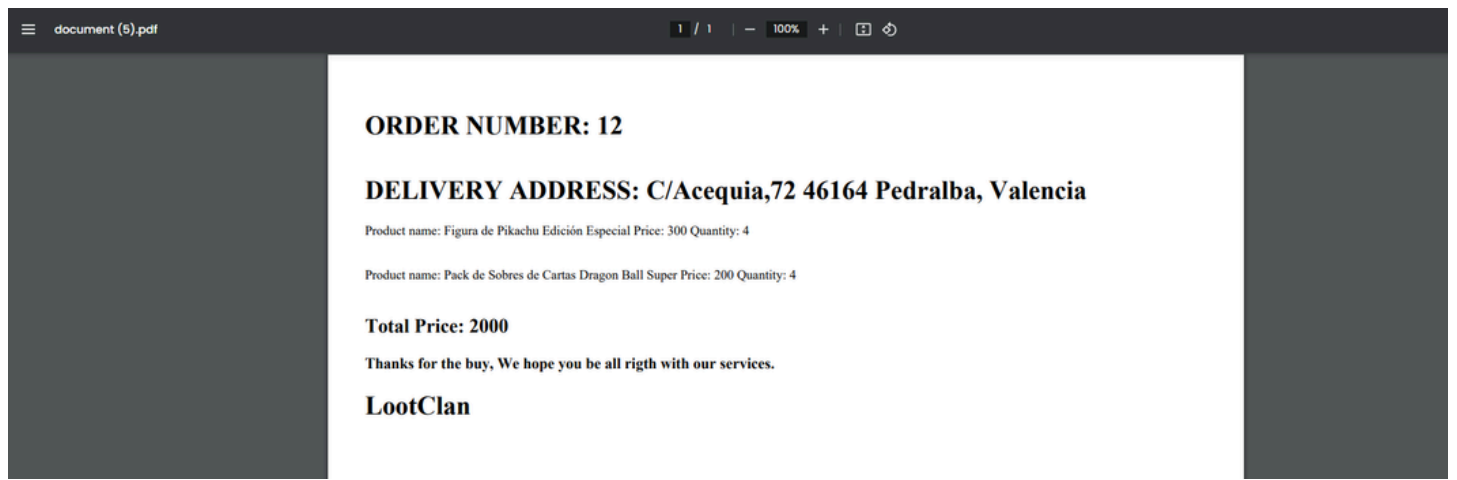 document (5).pdf
1 / 1 | — 100% + |
ORDER NUMBER: 12
DELIVERY ADDRESS: C/Acequia,72 46164 Pedralba, Valencia
Product name: Figura de Pikachu Edición Especial Price: 300 Quantity: 4
Product name: Pack de Sobres de Cartas Dragon Ball Super Price: 200 Quantity: 4
Total Price: 2000
Thanks for the buy, We hope you be all rigth with our services.
LootClan